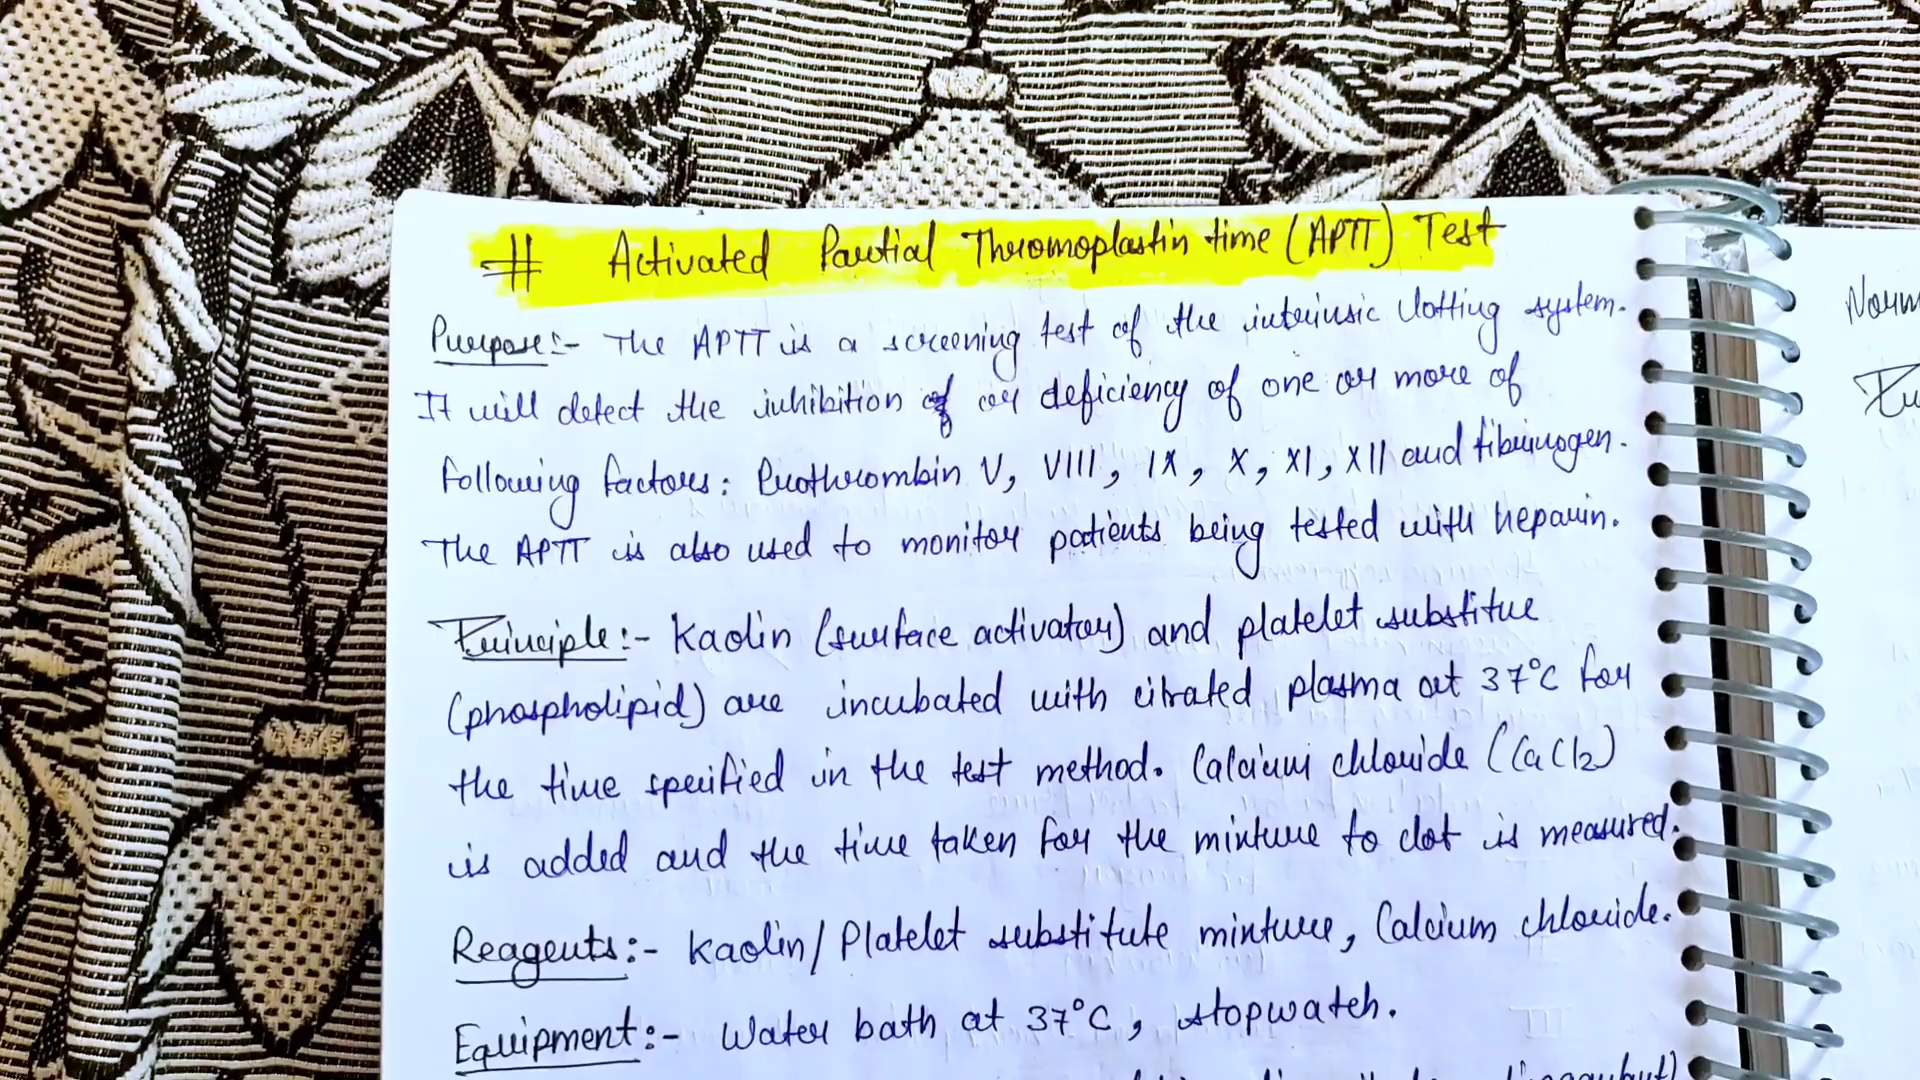 # Activated Partial Thromoplastin time (APTT) Test
Purpose:- The APTT is a screening test of the intrinsic clotting system.
It will detect the inhibition of or deficiency of one or more of
following factors: Prothrombin V, VIII, IX, X, XI, XII and fibrinogen.
The APTT is also used to monitor patients being tested with heparin.
Principle:- Kaolin (surface activator) and platelet substitue
(phospholipid) are incubated with citrated plasma at 37°C for
the time specified in the test method. Calcium chloride (CaCl2)
is added and the time taken for the mixture to clot is measured.
Reagents:- Kaolin/Platelet substitute mixture, Calcium chloride.
Equipment:- Water bath at 37°C, stopwatch.
Norm